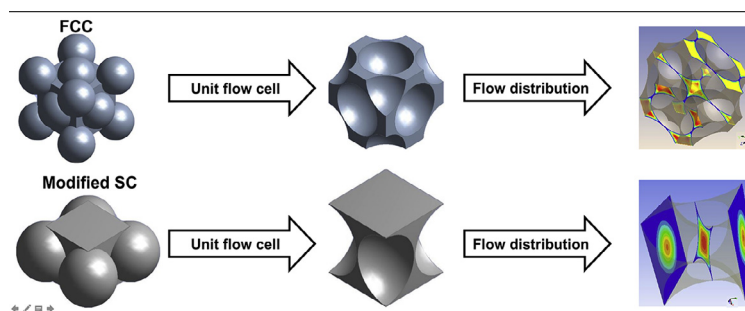 FCC
Unit flow cell
Flow distribution
Modified SC
Unit flow cell
Flow distribution